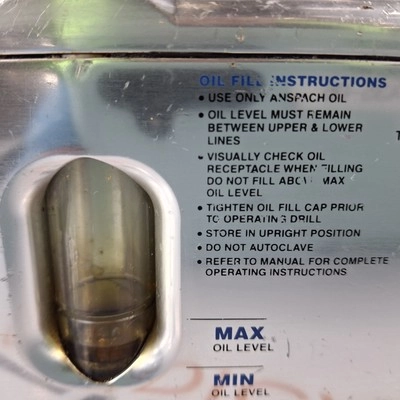 OIL FILL INSTRUCTIONS
• USE ONLY ANSPACH OIL
• OIL LEVEL MUST REMAIN
BETWEEN UPPER & LOWER
LINES
• VISUALLY CHECK OIL
RECEPTACLE WHEN FILLING
DO NOT FILL ABOVE MAX
OIL LEVEL
• TIGHTEN OIL FILL CAP PRIOR
TO OPERATING DRILL
• STORE IN UPRIGHT POSITION
• DO NOT AUTOCLAVE
• REFER TO MANUAL FOR COMPLETE
OPERATING INSTRUCTIONS
MAX
OIL LEVEL
MIN
OIL LEVEL